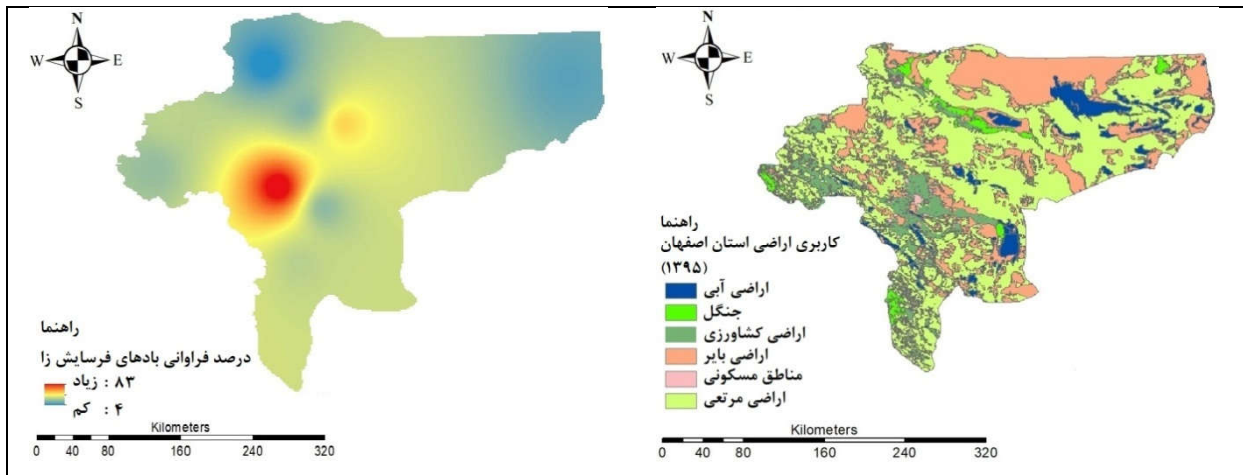 N
W E
S
راهنما
درصد فراوانی بادهای فرسایش زا
زیاد : ۸۳
کم : ۴
Kilometers
0 40 80 160 240 320
N
W E
S
راهنما
کاربری اراضی استان اصفهان
(۱۳۹۵)
اراضی آبی
جنگل
اراضی کشاورزی
اراضی بایر
مناطق مسکونی
اراضی مرتعی
Kilometers
0 40 80 160 240 320